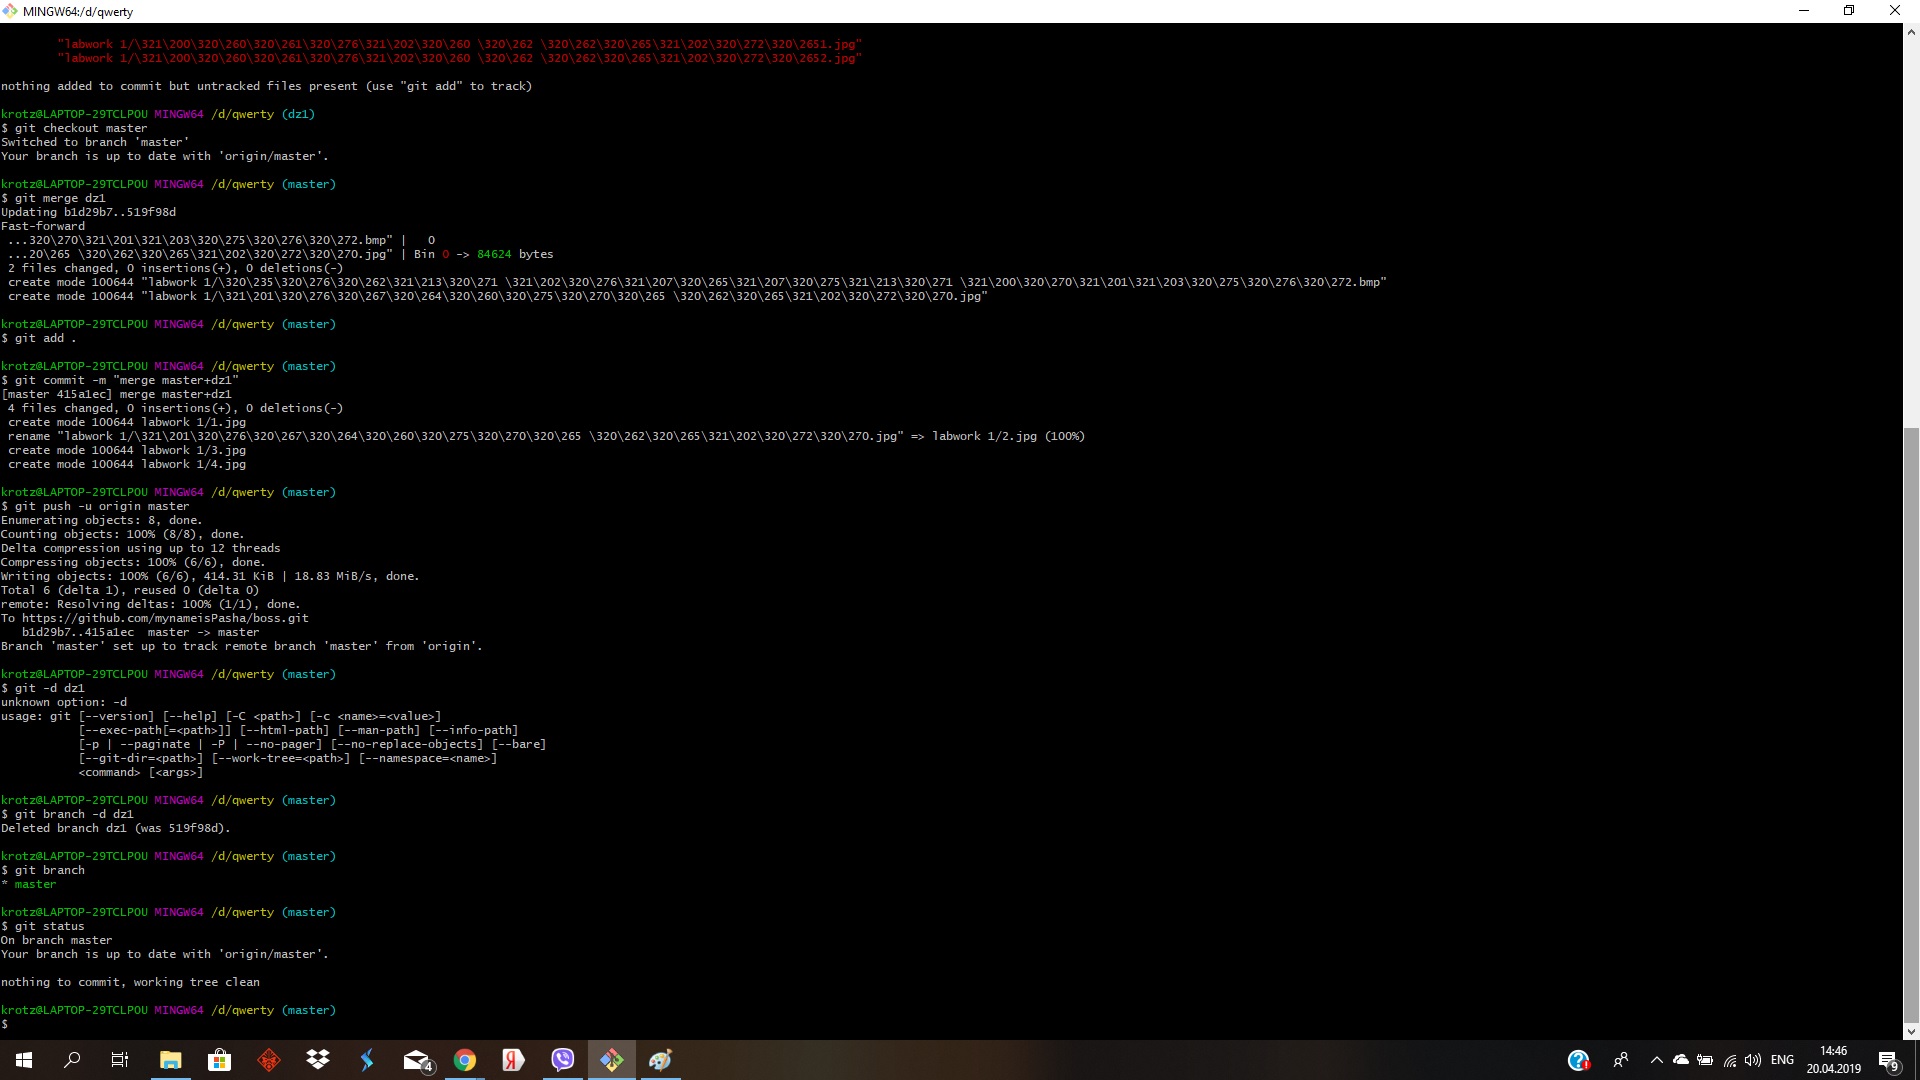 MINGW64:/d/qwerty
"labwork 1/\321\200\320\260\320\261\320\276\321\202\320\260 \320\262 \320\262\320\265\321\202\320\272\320\2651.jpg"
"labwork 1/\321\200\320\260\320\261\320\276\321\202\320\260 \320\262 \320\262\320\265\321\202\320\272\320\2652.jpg"
nothing added to commit but untracked files present (use "git add" to track)
krotz@LAPTOP-29TCLPOU MINGW64 /d/qwerty (dz1)
$ git checkout master
Switched to branch 'master'
Your branch is up to date with 'origin/master'.
krotz@LAPTOP-29TCLPOU MINGW64 /d/qwerty (master)
$ git merge dz1
Updating b1d29b7..519f98d
Fast-forward
...320\270\321\201\321\203\320\275\320\276\320\272.bmp" | 0
...20\265 \320\262\320\265\321\202\320\272\320\270.jpg" | Bin 0 -> 84624 bytes
2 files changed, 0 insertions(+), 0 deletions(-)
create mode 100644 "labwork 1/\320\235\320\276\320\262\321\213\320\271 \321\202\320\276\321\207\320\265\321\207\320\275\321\213\320\271 \321\200\320\270\321\201\321\203\320\275\320\276\320\272.bmp"
create mode 100644 "labwork 1/\321\201\320\276\320\267\320\264\320\260\320\275\320\270\320\265 \320\262\320\265\321\202\320\272\320\270.jpg"
krotz@LAPTOP-29TCLPOU MINGW64 /d/qwerty (master)
$ git add .
krotz@LAPTOP-29TCLPOU MINGW64 /d/qwerty (master)
$ git commit -m "merge master+dz1"
[master 415a1ec] merge master+dz1
4 files changed, 0 insertions(+), 0 deletions(-)
create mode 100644 labwork 1/1.jpg
rename "labwork 1/\321\201\320\276\320\267\320\264\320\260\320\275\320\270\320\265 \320\262\320\265\321\202\320\272\320\270.jpg" => labwork 1/2.jpg (100%)
create mode 100644 labwork 1/3.jpg
create mode 100644 labwork 1/4.jpg
krotz@LAPTOP-29TCLPOU MINGW64 /d/qwerty (master)
$ git push -u origin master
Enumerating objects: 8, done.
Counting objects: 100% (8/8), done.
Delta compression using up to 12 threads
Compressing objects: 100% (6/6), done.
Writing objects: 100% (6/6), 414.31 KiB | 18.83 MiB/s, done.
Total 6 (delta 1), reused 0 (delta 0)
remote: Resolving deltas: 100% (1/1), done.
To https://github.com/mynameisPasha/boss.git
b1d29b7..415a1ec master -> master
Branch 'master' set up to track remote branch 'master' from 'origin'.
krotz@LAPTOP-29TCLPOU MINGW64 /d/qwerty (master)
$ git -d dz1
unknown option: -d
usage: git [--version] [--help] [-C <path>] [-c <name>=<value>]
[--exec-path[=<path>]] [--html-path] [--man-path] [--info-path]
[-p | --paginate | -P | --no-pager] [--no-replace-objects] [--bare]
[--git-dir=<path>] [--work-tree=<path>] [--namespace=<name>]
<command> [<args>]
krotz@LAPTOP-29TCLPOU MINGW64 /d/qwerty (master)
$ git branch -d dz1
Deleted branch dz1 (was 519f98d).
krotz@LAPTOP-29TCLPOU MINGW64 /d/qwerty (master)
$ git branch
* master
krotz@LAPTOP-29TCLPOU MINGW64 /d/qwerty (master)
$ git status
On branch master
Your branch is up to date with 'origin/master'.
nothing to commit, working tree clean
krotz@LAPTOP-29TCLPOU MINGW64 /d/qwerty (master)
$
4
Я
ENG
14:46
20.04.2019
9